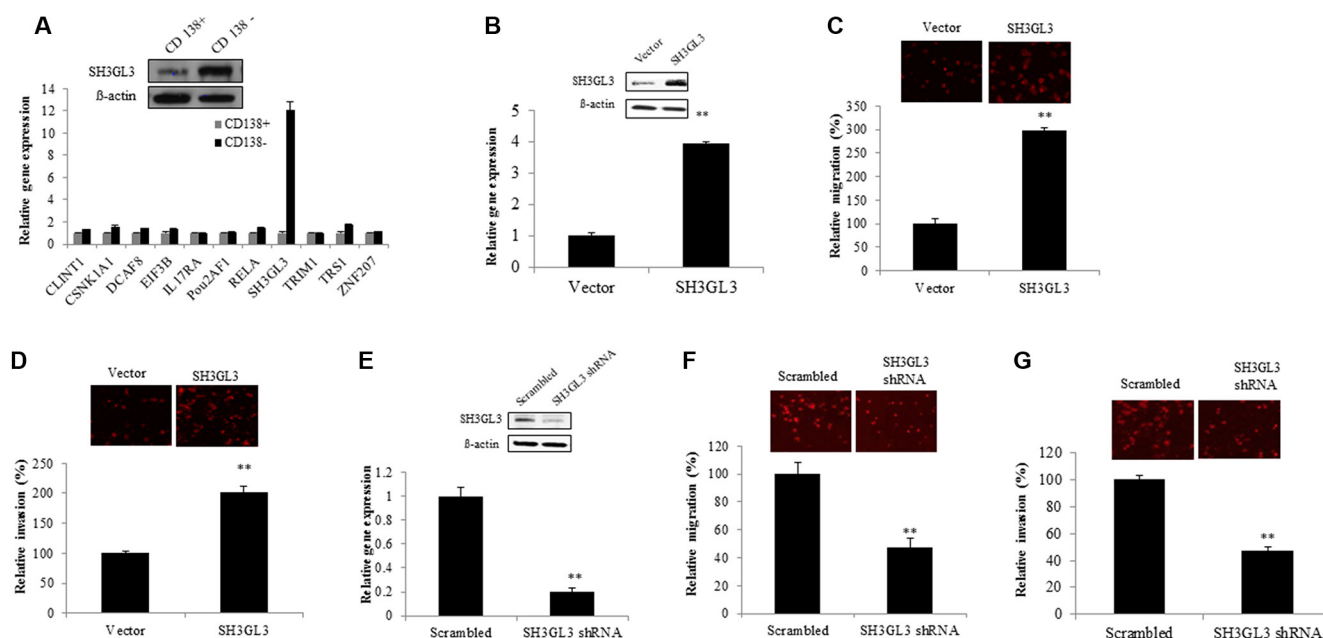 A
CD 138+
CD 138 -
SH3GL3
ß-actin
CD138+
CD138-
Relative gene expression
14
12
10
8
6
4
2
0
CLINT1
CSNK1A1
DCAF8
EIF3B
IL17RA
Pou2AF1
RELA
SH3GL3
TRIM1
TRS1
ZNF207
B
Vector
SH3GL3
SH3GL3
ß-actin
Relative gene expression
5
4
3
2
1
0
**
Vector
SH3GL3
C
Vector
SH3GL3
Relative migration (%)
350
300
250
200
150
100
50
0
**
Vector
SH3GL3
D
Vector
SH3GL3
Relative invasion (%)
250
200
150
100
50
0
**
Vector
SH3GL3
E
Scrambled
SH3GL3 shRNA
SH3GL3
ß-actin
Relative gene expression
1.2
1
0.8
0.6
0.4
0.2
0
**
Scrambled
SH3GL3 shRNA
F
Scrambled
SH3GL3
shRNA
Relative migration (%)
120
100
80
60
40
20
0
**
Scrambled
SH3GL3 shRNA
G
Scrambled
SH3GL3
shRNA
Relative invasion (%)
120
100
80
60
40
20
0
**
Scrambled
SH3GL3 shRNA